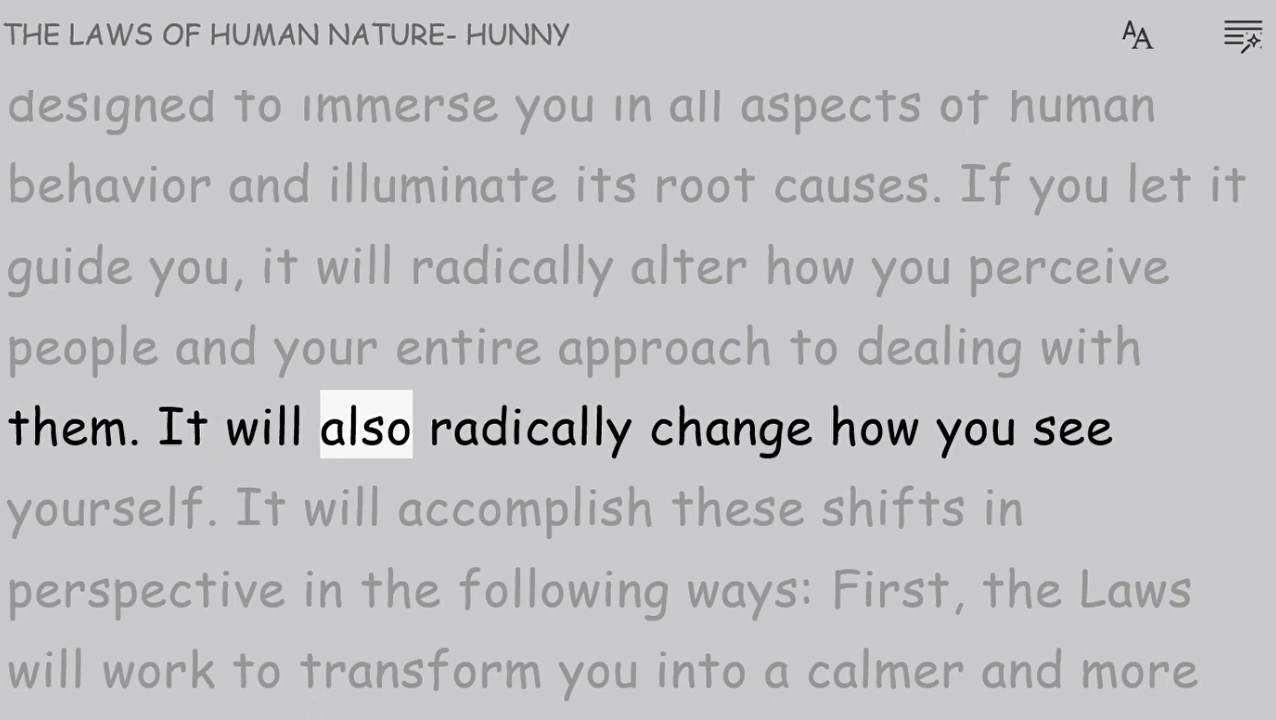 THE LAWS OF HUMAN NATURE- HUNNY
designed to immerse you in all aspects of human
behavior and illuminate its root causes. If you let it
guide you, it will radically alter how you perceive
people and your entire approach to dealing with
them. It will also radically change how you see
yourself. It will accomplish these shifts in
perspective in the following ways: First, the Laws
will work to transform you into a calmer and more